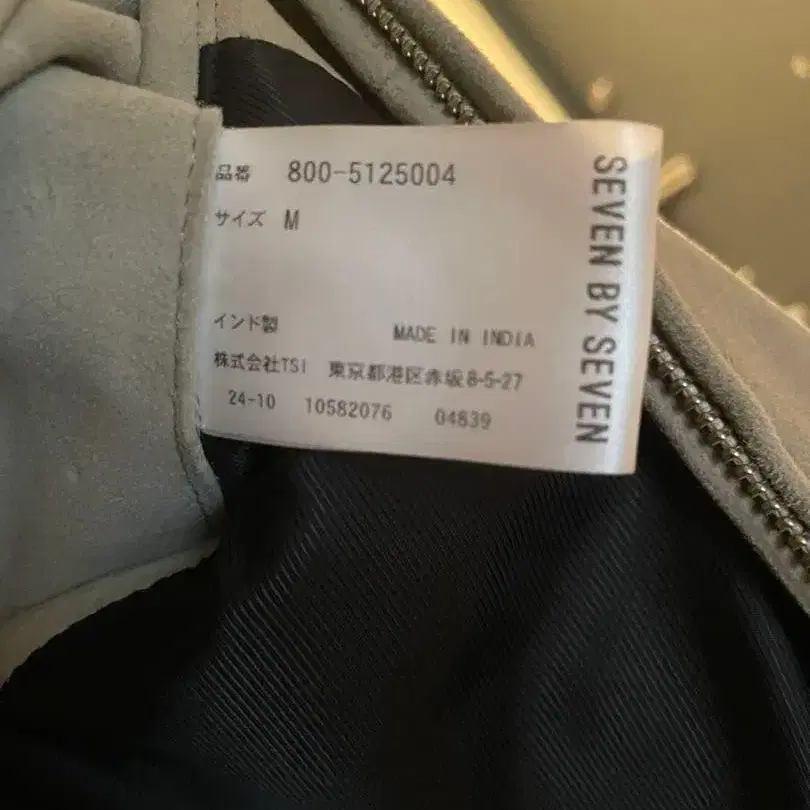 品番 800-5125004
サイズ M
インド製 MADE IN INDIA
株式会社TSI 東京都港区赤坂8-5-27
24-10 10582076 04839
SEVEN BY SEVEN